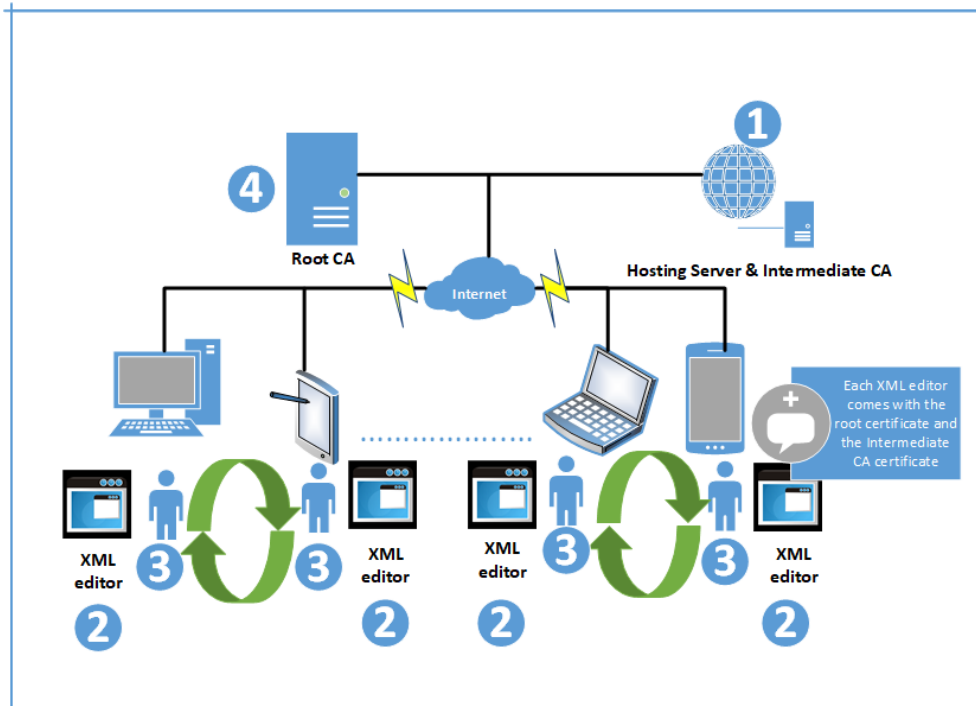 1
4
Root CA
Hosting Server & Intermediate CA
Internet
Each XML editor
comes with the
root certificate and
the Intermediate
CA certificate
XML
editor
3
3
XML
editor
XML
editor
3
3
XML
editor
2
2
2
2